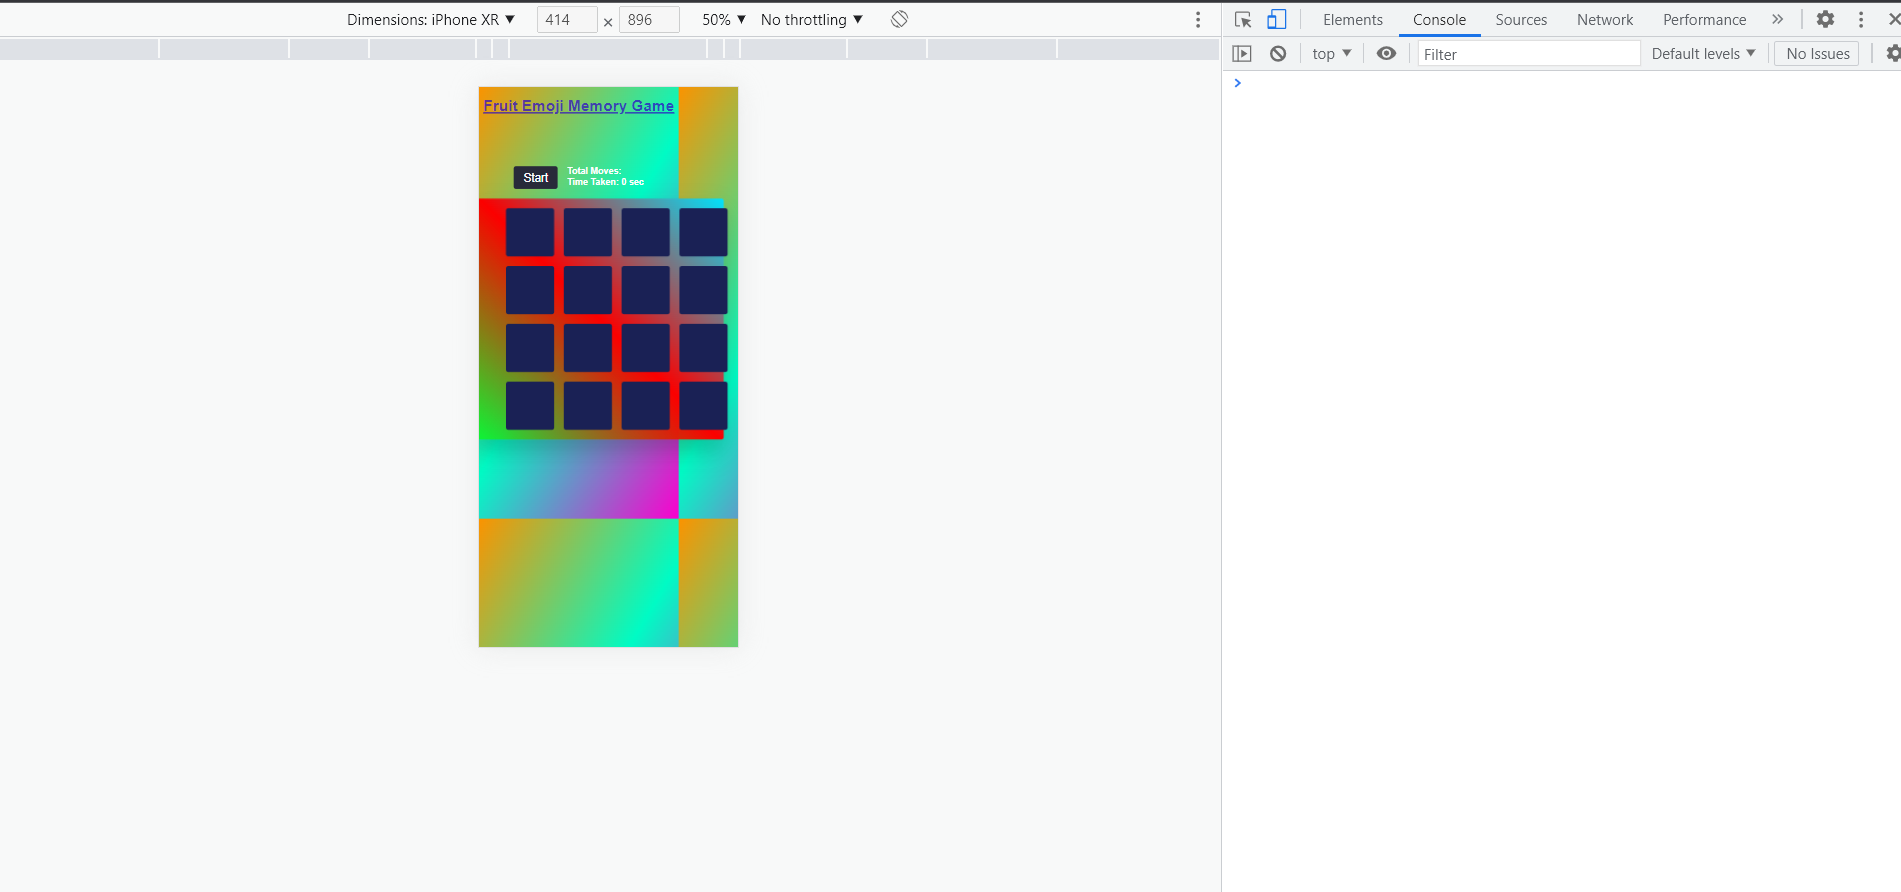 Dimensions: iPhone XR ▼ 414 × 896 50% ▼ No throttling ▼
Elements Console Sources Network Performance »
top ▼ Filter Default levels ▼ No Issues
Fruit Emoji Memory Game
Start
Total Moves:
Time Taken: 0 sec